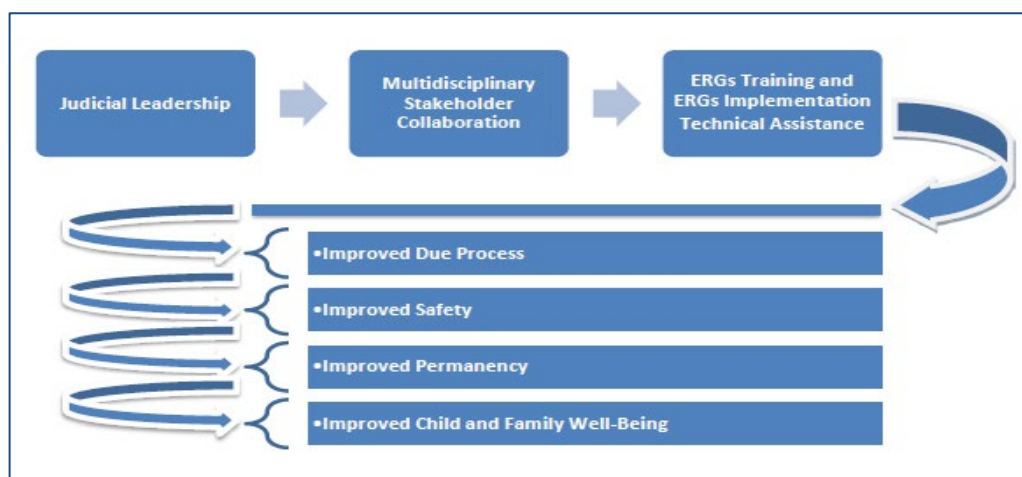 Judicial Leadership
Multidisciplinary
Stakeholder
Collaboration
ERGs Training and
ERGs Implementation
Technical Assistance
•Improved Due Process
•Improved Safety
•Improved Permanency
•Improved Child and Family Well-Being